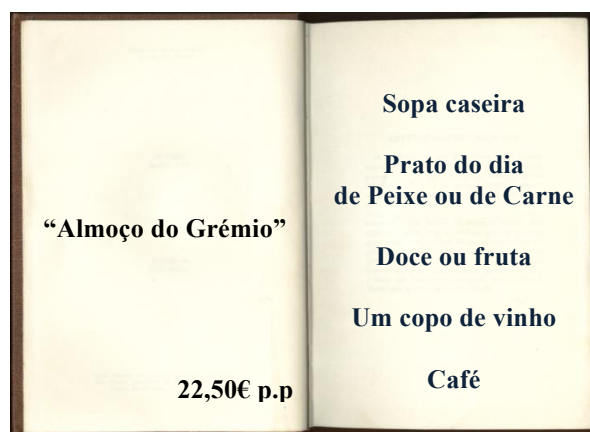 “Almoço do Grémio”
22,50€ p.p
Sopa caseira
Prato do dia
de Peixe ou de Carne
Doce ou fruta
Um copo de vinho
Café